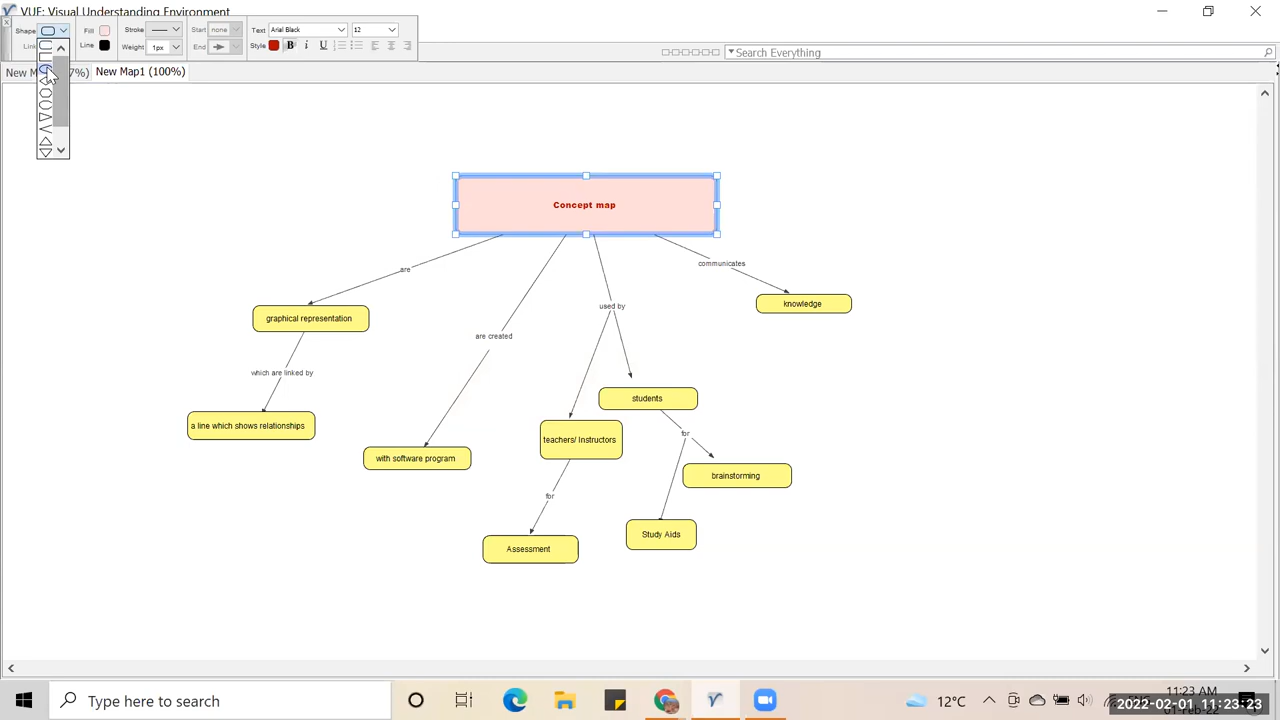 VUE: Visual Understanding Environment
Shape Fill Stroke Start none Text Arial Black 12
Line Weight 1px End Style B I U
Search Everything
New Map1 (100%)
Concept map
are
communicates
used by
knowledge
graphical representation
are created
which are linked by
students
a line which shows relationships
for
teachers/ Instructors
with software program
brainstorming
for
Study Aids
Assessment
Type here to search
12°C
11:23 AM
2022-02-01 11:23:23